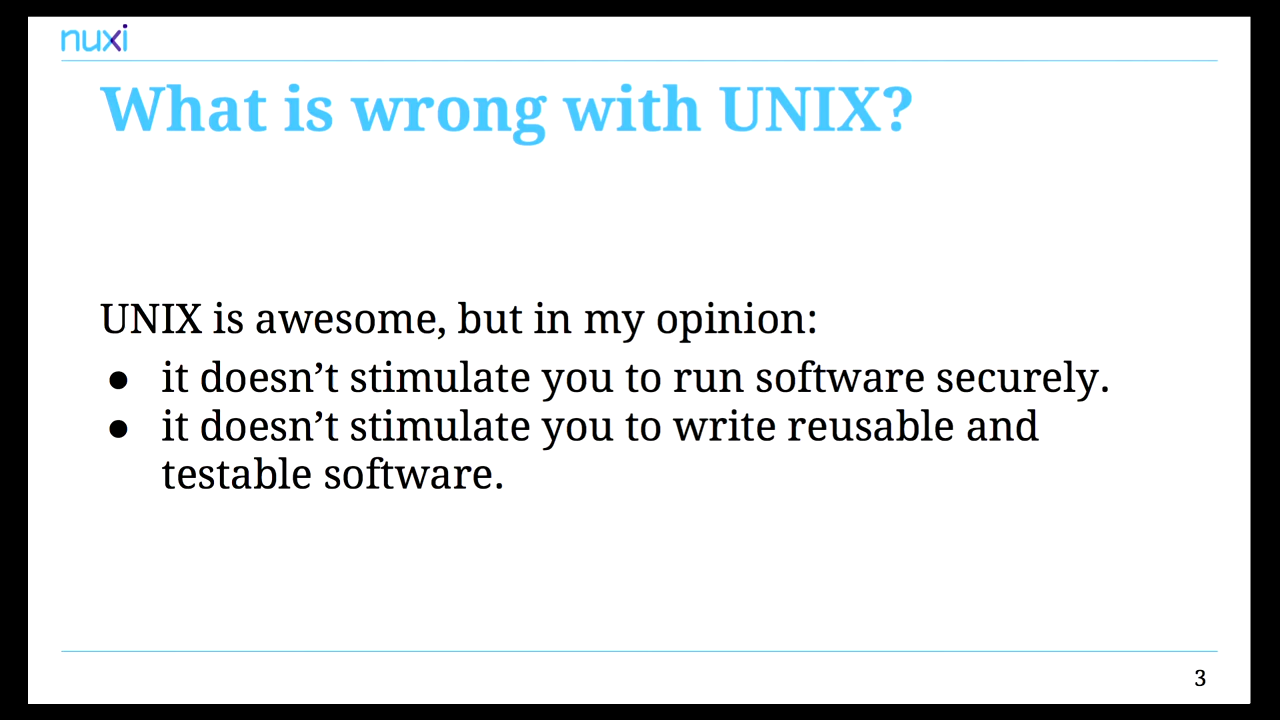 nuxi
What is wrong with UNIX?
UNIX is awesome, but in my opinion:
● it doesn’t stimulate you to run software securely.
● it doesn’t stimulate you to write reusable and
testable software.
3